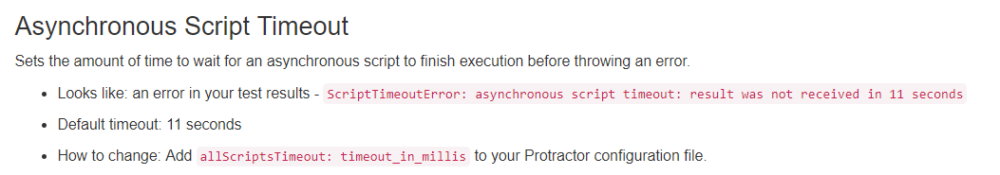 Asynchronous Script Timeout
Sets the amount of time to wait for an asynchronous script to finish execution before throwing an error.
• Looks like: an error in your test results - ScriptTimeoutError: asynchronous script timeout: result was not received in 11 seconds
• Default timeout: 11 seconds
• How to change: Add allScriptsTimeout: timeout_in_millis to your Protractor configuration file.